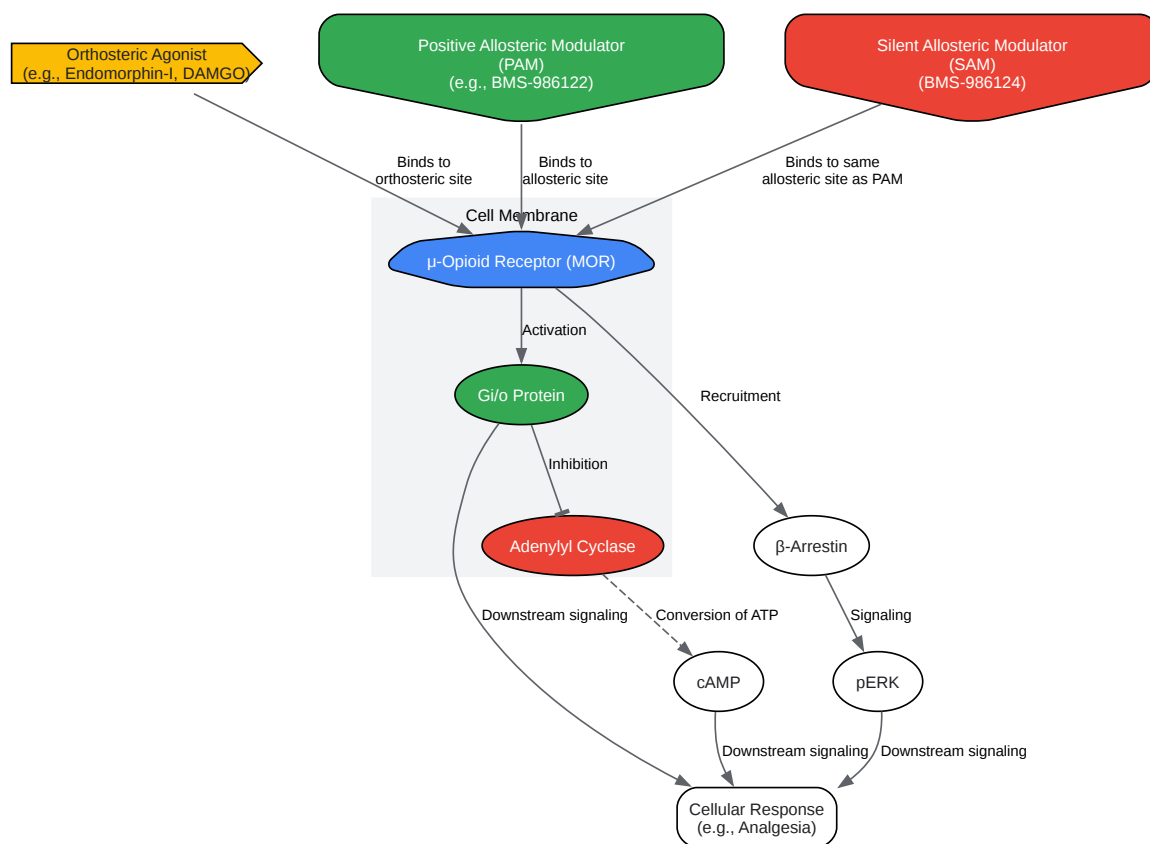 Orthosteric Agonist
(e.g., Endomorphin-I, DAMGO)
Positive Allosteric Modulator
(PAM)
(e.g., BMS-986122)
Silent Allosteric Modulator
(SAM)
(BMS-986124)
Binds to
orthosteric site
Binds to
allosteric site
Binds to same
allosteric site as PAM
Cell Membrane
μ-Opioid Receptor (MOR)
Activation
Gi/o Protein
Recruitment
Inhibition
Adenylyl Cyclase
β-Arrestin
Downstream signaling
Conversion of ATP
Signaling
cAMP
pERK
Downstream signaling
Downstream signaling
Cellular Response
(e.g., Analgesia)